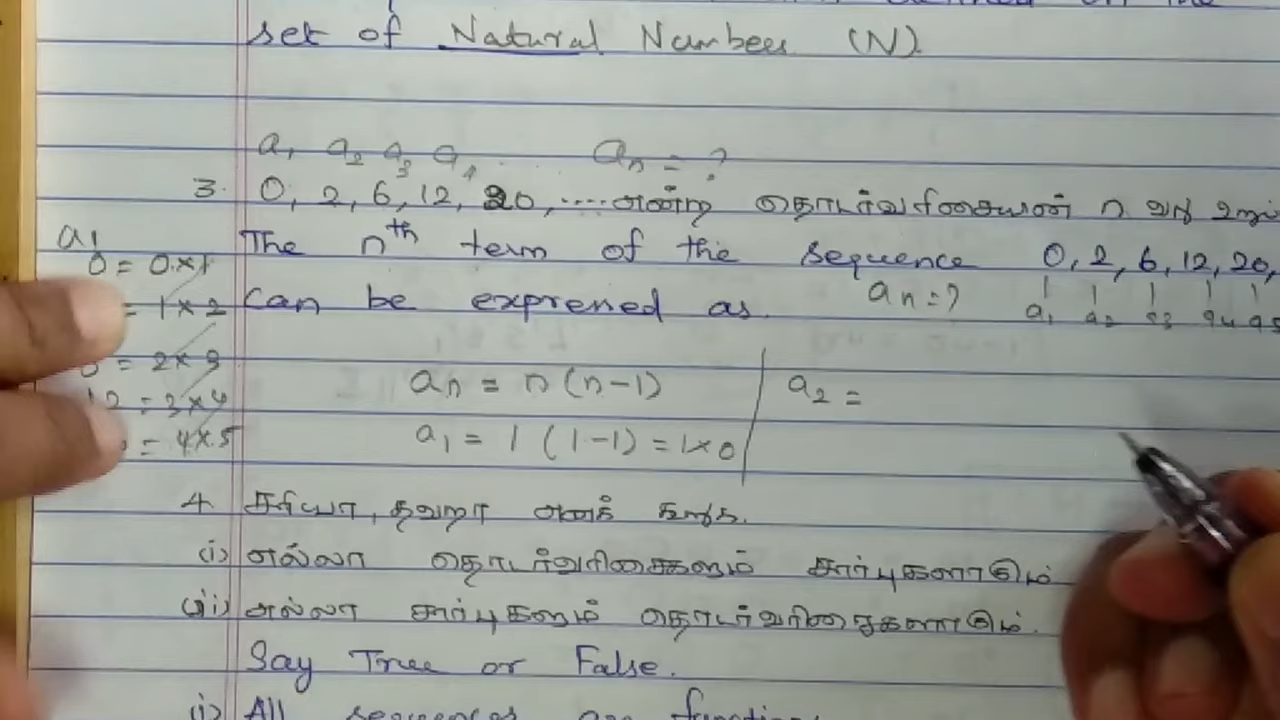 set of Natural Numbers (N)
a₁ a₂ a₃ a₄ aₙ = ?
3. 0, 2, 6, 12, 20, .... என்ற தொடர்வரிசையின் n வது உறுப்
a₁
The nᵗʰ term of the sequence 0, 2, 6, 12, 20,
0 = 0×1
can be expressed as. aₙ = ? a₁ a₂ a₃ a₄ a₅
= 1×2
= 2×3
aₙ = n(n-1)
a₂ =
12 = 3×4
a₁ = 1(1-1) = 1×0
= 4×5
4. சரியா, தவறா எனக் கூறுக.
(i) எல்லா தொடர்வரிசைகளும் சார்புகளாகும்
(ii) எல்லா சார்புகளும் தொடர்வரிசைகளாகும்.
Say True or False.
(i) All sequences are functions